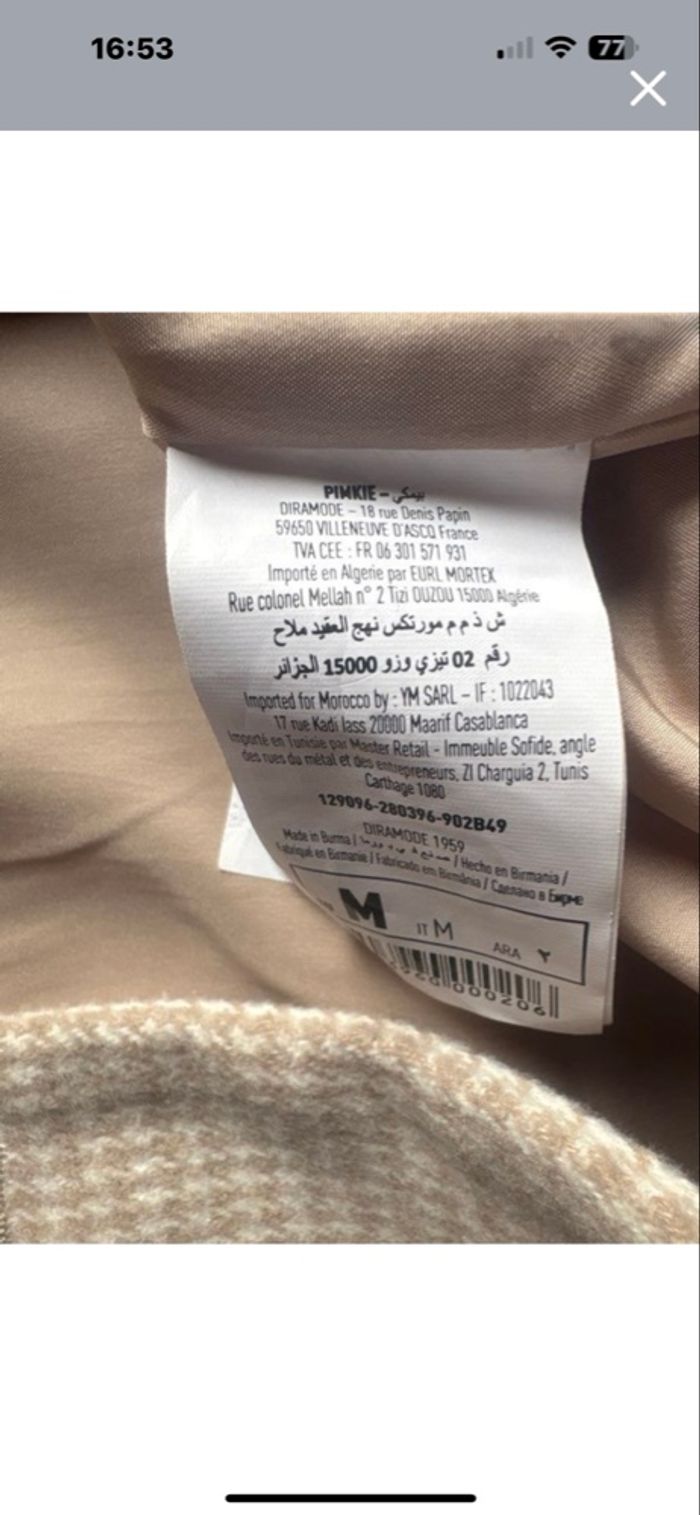 16:53
77
PIMKIE - بيمكي
DIRAMODE - 18 rue Denis Papin
59650 VILLENEUVE D'ASCQ France
TVA CEE : FR 06 301 571 931
Importé en Algerie par EURL MORTEX
Rue colonel Mellah n° 2 Tizi OUZOU 15000 Algérie
ش ذ م م مورتكس نهج العقيد ملاح
رقم 02 تيزي وزو 15000 الجزائر
Imported for Morocco by : YM SARL - IF : 1022043
17 rue Kadi Iass 20000 Maarif Casablanca
Importé en Tunisie par Master Retail - Immeuble Sofide, angle
des rues du métal et des entrepreneurs, ZI Charguia 2, Tunis
Carthage 1080
129096-280396-902B49
DIRAMODE 1959
Made in Burma / / Hecho en Birmania /
Fabriqué en Birmanie / Fabricado em Birmânia / Сделано в Бирме
M IT M ARA ٢
000206